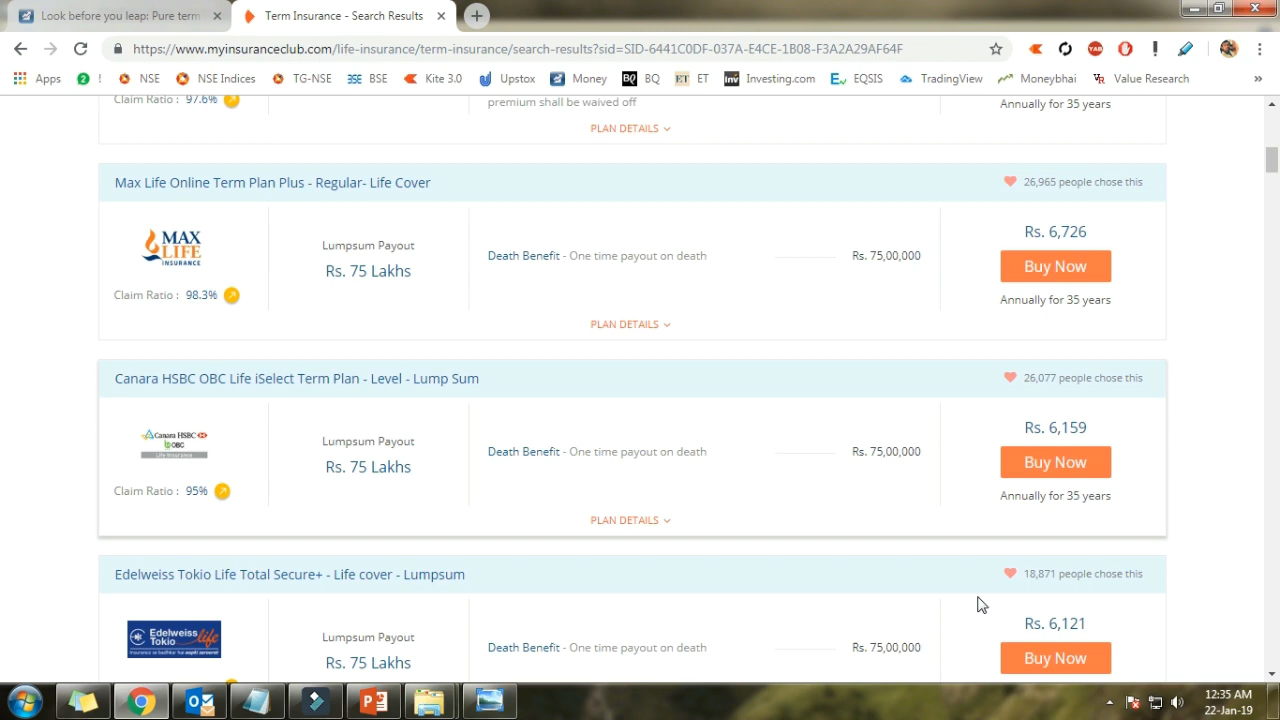 Look before you leap: Pure term
Term Insurance - Search Results
https://www.myinsuranceclub.com/life-insurance/term-insurance/search-results?sid=SID-6441C0DF-037A-E4CE-1B08-F3A2A29AF64F
Apps 2 ! NSE NSE Indices TG-NSE BSE Kite 3.0 Upstox Money BQ BQ ET ET Inv Investing.com EQSIS TradingView Moneybhai Value Research »
Claim Ratio : 97.6%
premium shall be waived off
Annually for 35 years
PLAN DETAILS
Max Life Online Term Plan Plus - Regular- Life Cover
26,965 people chose this
MAX
LIFE
INSURANCE
Claim Ratio : 98.3%
Lumpsum Payout
Rs. 75 Lakhs
Death Benefit - One time payout on death
Rs. 75,00,000
Rs. 6,726
Buy Now
Annually for 35 years
PLAN DETAILS
Canara HSBC OBC Life iSelect Term Plan - Level - Lump Sum
26,077 people chose this
Canara HSBC
OBC
Life Insurance
Claim Ratio : 95%
Lumpsum Payout
Rs. 75 Lakhs
Death Benefit - One time payout on death
Rs. 75,00,000
Rs. 6,159
Buy Now
Annually for 35 years
PLAN DETAILS
Edelweiss Tokio Life Total Secure+ - Life cover - Lumpsum
18,871 people chose this
Edelweiss
Tokio life
Lumpsum Payout
Rs. 75 Lakhs
Death Benefit - One time payout on death
Rs. 75,00,000
Rs. 6,121
Buy Now
12:35 AM
22-Jan-19